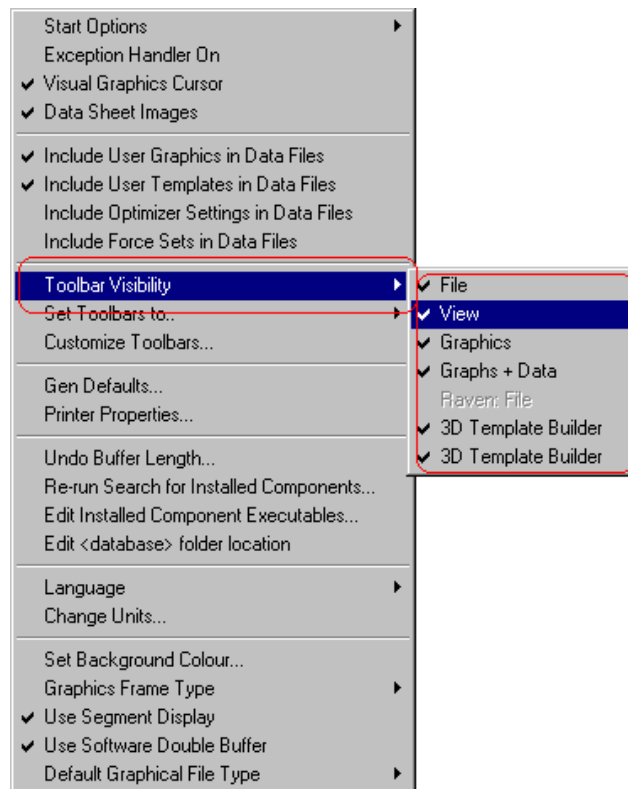 Start Options
Exception Handler On
Visual Graphics Cursor
Data Sheet Images
Include User Graphics in Data Files
Include User Templates in Data Files
Include Optimizer Settings in Data Files
Include Force Sets in Data Files
Toolbar Visibility
Set Toolbars to..
Customize Toolbars...
Gen Defaults...
Printer Properties...
Undo Buffer Length...
Re-run Search for Installed Components...
Edit Installed Component Executables...
Edit <database> folder location
Language
Change Units...
Set Background Colour...
Graphics Frame Type
Use Segment Display
Use Software Double Buffer
Default Graphical File Type
File
View
Graphics
Graphs + Data
Raven: File
3D Template Builder
3D Template Builder